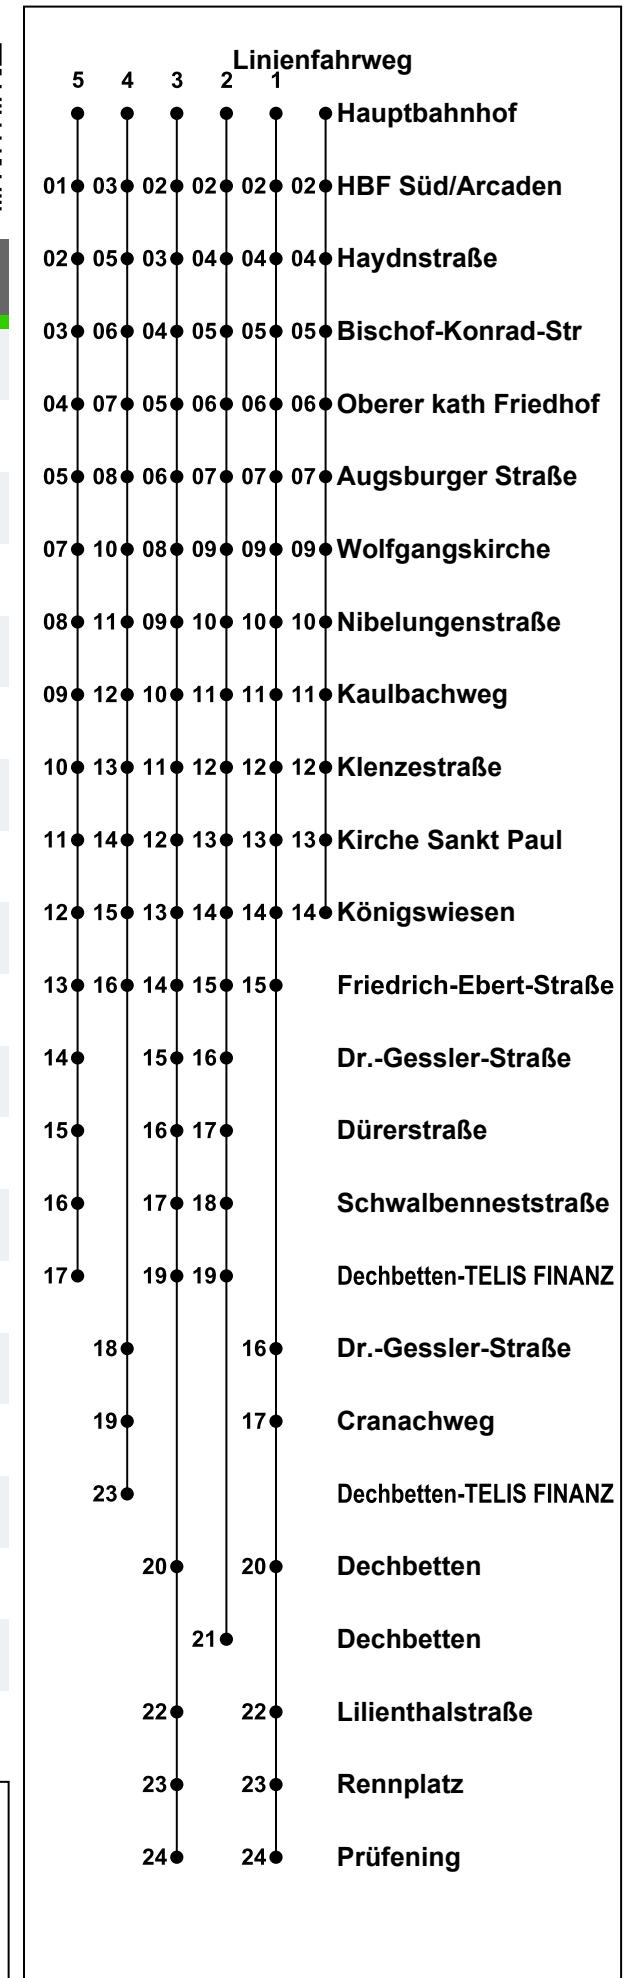 Linienfahrweg
5 4 3 2 1
Hauptbahnhof
01 03 02 02 02 02 HBF Süd/Arcaden
02 05 03 04 04 04 Haydnstraße
03 06 04 05 05 05 Bischof-Konrad-Str
04 07 05 06 06 06 Oberer kath Friedhof
05 08 06 07 07 07 Augsburger Straße
07 10 08 09 09 09 Wolfgangskirche
08 11 09 10 10 10 Nibelungenstraße
09 12 10 11 11 11 Kaulbachweg
10 13 11 12 12 12 Klenzestraße
11 14 12 13 13 13 Kirche Sankt Paul
12 15 13 14 14 14 Königswiesen
13 16 14 15 15 Friedrich-Ebert-Straße
14 15 16 Dr.-Gessler-Straße
15 16 17 Dürerstraße
16 17 18 Schwalbenneststraße
17 19 19 Dechbetten-TELIS FINANZ
18 16 Dr.-Gessler-Straße
19 17 Cranachweg
23 Dechbetten-TELIS FINANZ
20 20 Dechbetten
21 Dechbetten
22 22 Lilienthalstraße
23 23 Rennplatz
24 24 Prüfening